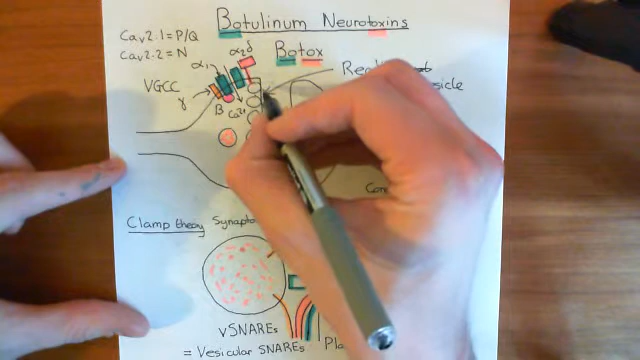 Botulinum Neurotoxins
Cav2.1 = P/Q
Cav2.2 = N
Botox
α₂δ
α₁
VGCC
γ
β
Ca²⁺
Clamp theory
vSNAREs
= Vesicular SNAREs